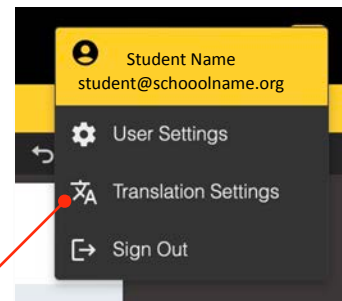 Student Name
student@schooolname.org
User Settings
Translation Settings
Sign Out